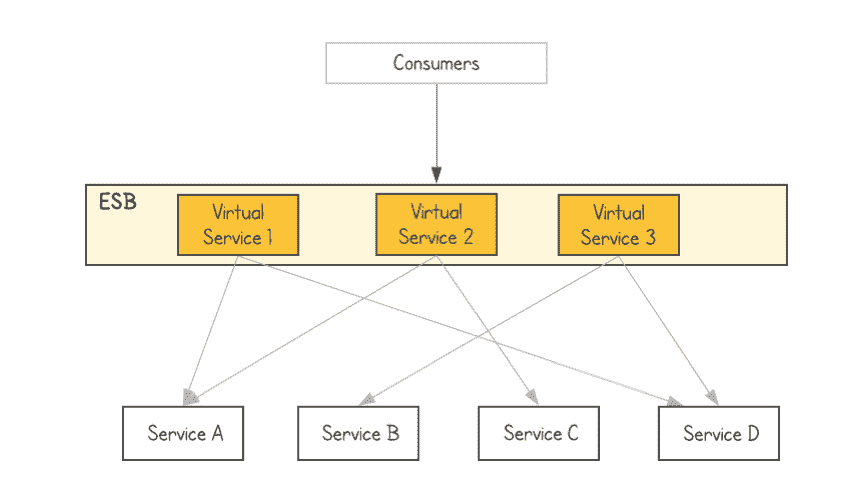 Consumers
ESB
Virtual
Service 1
Virtual
Service 2
Virtual
Service 3
Service A
Service B
Service C
Service D